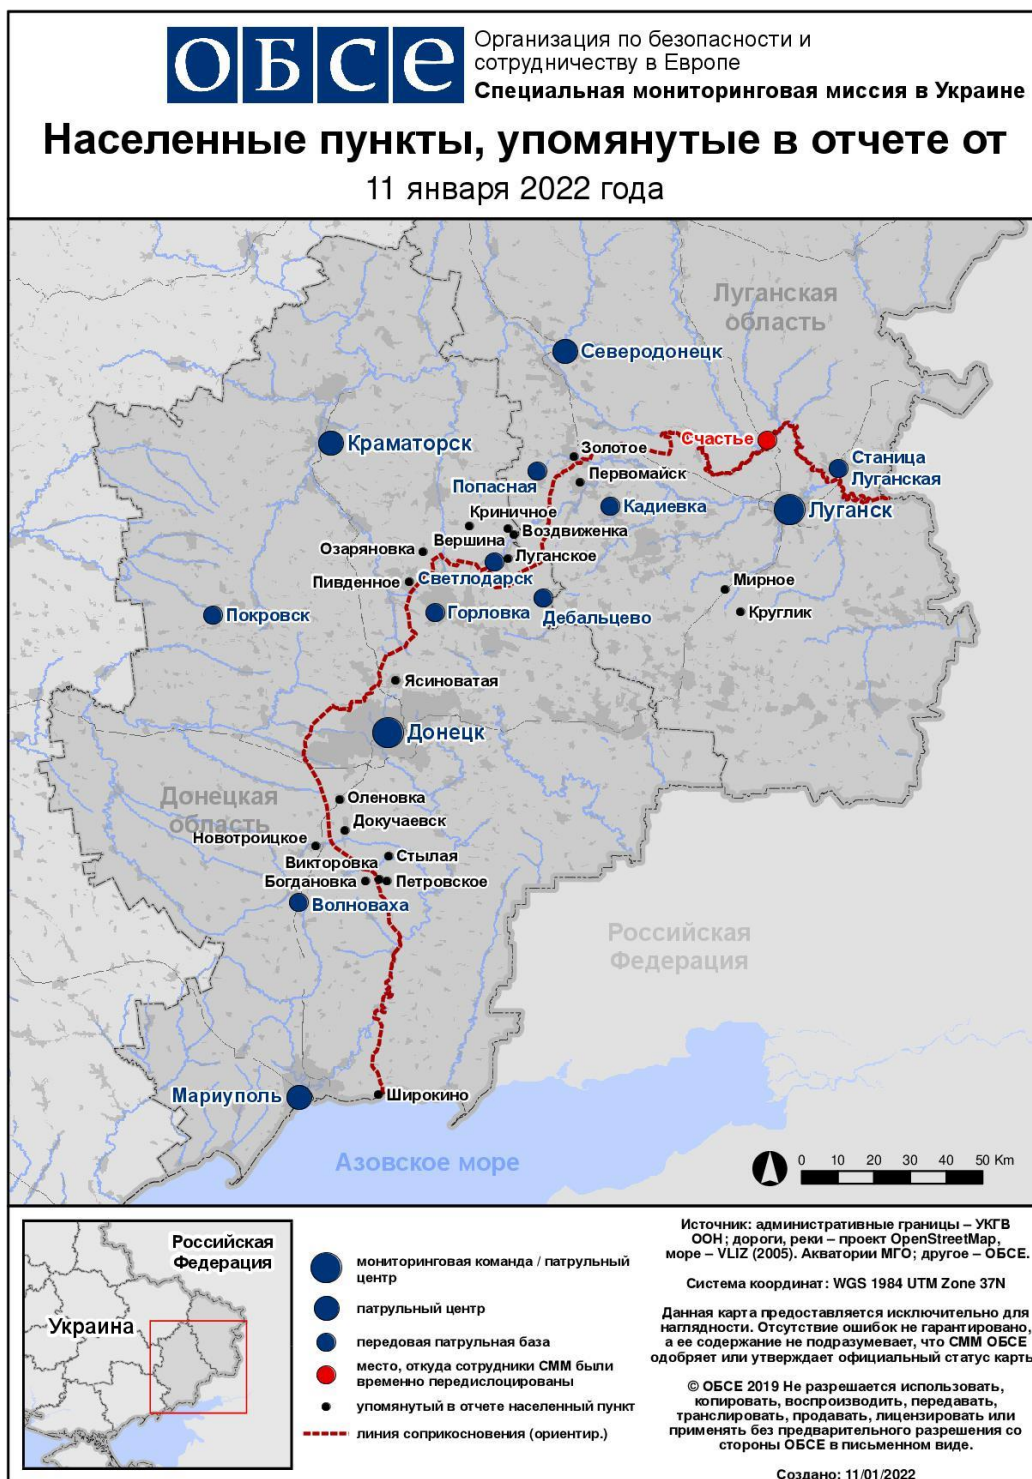 ОБСЕ
Организация по безопасности и
сотрудничеству в Европе
Специальная мониторинговая миссия в Украине
Населенные пункты, упомянутые в отчете от
11 января 2022 года
Луганская
область
Северодонецк
Счастье
Краматорск
Золотое
Станица
Луганская
Попасная
Первомайск
Кадиевка
Луганск
Криничное
Воздвиженка
Вершина
Озаряновка
Луганское
Пивденное
Светлодарск
Мирное
Покровск
Горловка
Дебальцево
Круглик
Ясиноватая
Донецк
Донецкая
область
Оленовка
Докучаевск
Новотроицкое
Викторовка
Стылая
Богдановка
Петровское
Волноваха
Российская
Федерация
Мариуполь
Широкино
Азовское море
0 10 20 30 40 50 Km
Российская
Федерация
Украина
мониторинговая команда / патрульный
центр
патрульный центр
передовая патрульная база
место, откуда сотрудники СММ были
временно передислоцированы
упомянутый в отчете населенный пункт
линия соприкосновения (ориентир.)
Источник: административные границы – УКГВ
ООН; дороги, реки – проект OpenStreetMap,
море – VLIZ (2005). Акватории МГО; другое – ОБСЕ.
Система координат: WGS 1984 UTM Zone 37N
Данная карта предоставляется исключительно для
наглядности. Отсутствие ошибок не гарантировано,
а ее содержание не подразумевает, что СММ ОБСЕ
одобряет или утверждает официальный статус карты
© ОБСЕ 2019 Не разрешается использовать,
копировать, воспроизводить, передавать,
транслировать, продавать, лицензировать или
применять без предварительного разрешения со
стороны ОБСЕ в письменном виде.
Создано: 11/01/2022